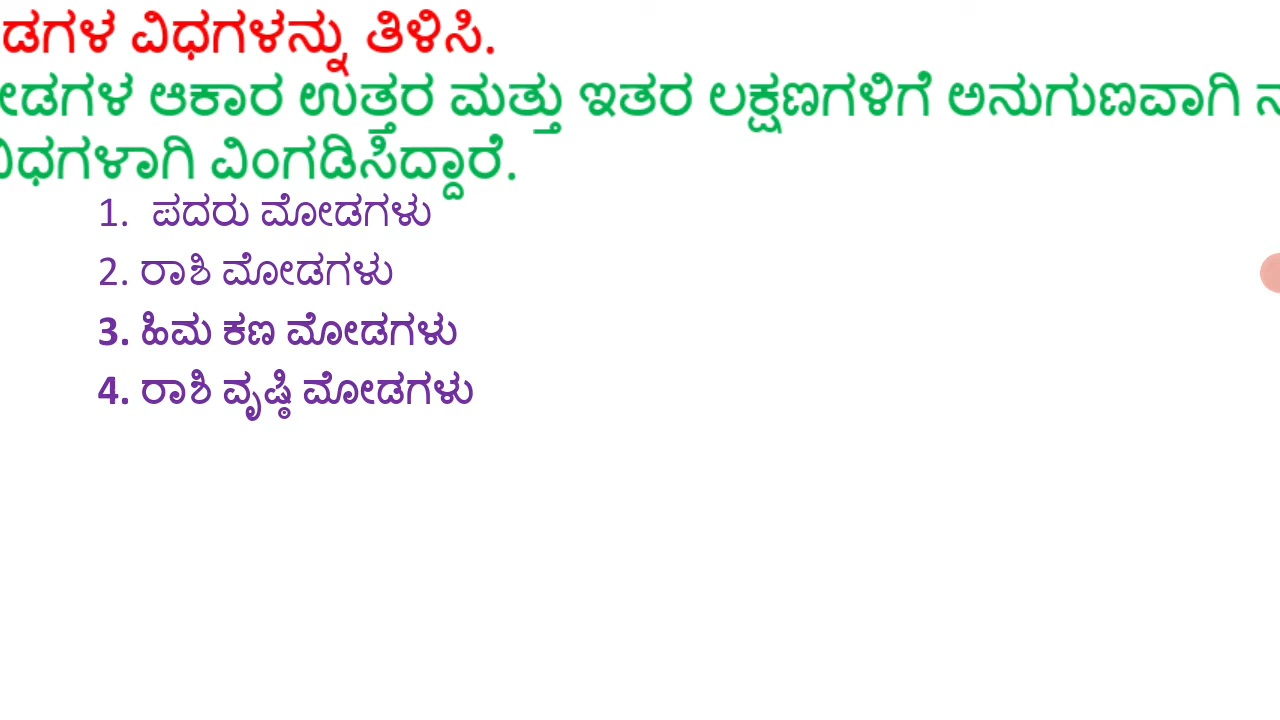 ಡಗಳ ವಿಧಗಳನ್ನು ತಿಳಿಸಿ.
ೋಡಗಳ ಆಕಾರ ಉತ್ತರ ಮತ್ತು ಇತರ ಲಕ್ಷಣಗಳಿಗೆ ಅನುಗುಣವಾಗಿ
ವಿಧಗಳಾಗಿ ವಿಂಗಡಿಸಿದ್ದಾರೆ.
1. ಪದರು ಮೋಡಗಳು
2. ರಾಶಿ ಮೋಡಗಳು
3. ಹಿಮ ಕಣ ಮೋಡಗಳು
4. ರಾಶಿ ವೃಷ್ಠಿ ಮೋಡಗಳು